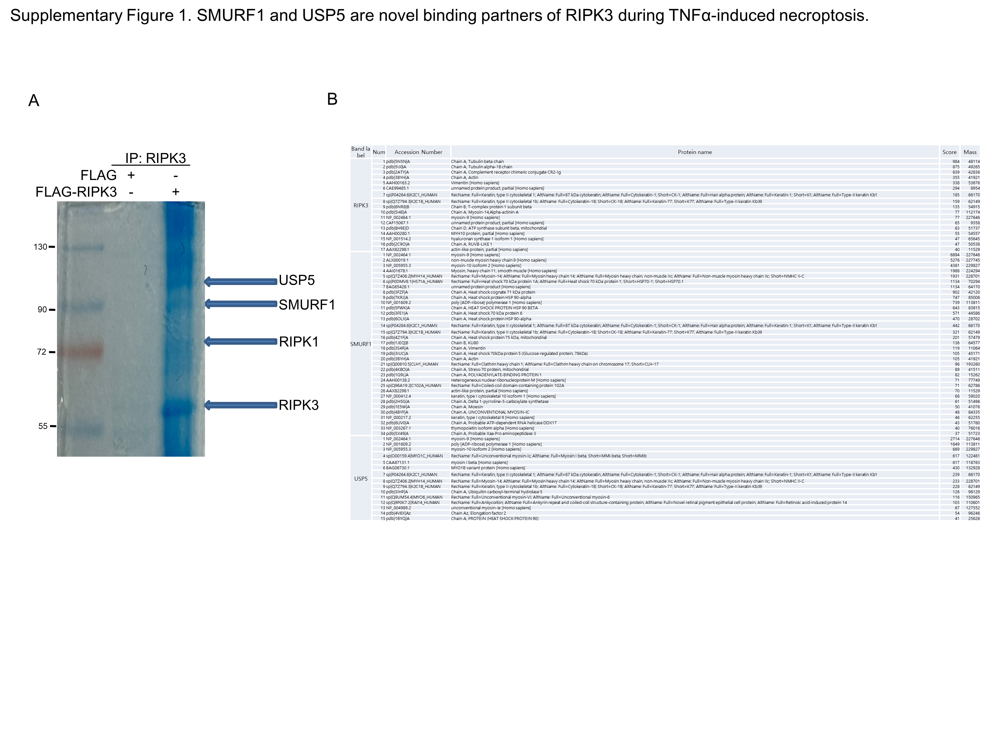 Supplementary Figure 1. SMURF1 and USP5 are novel binding partners of RIPK3 during TNFα-induced necroptosis.
A
IP: RIPK3
FLAG + -
FLAG-RIPK3 - +
130
90
72
55
USP5
SMURF1
RIPK1
RIPK3
B
Band label Num Accession Number Protein name Score Mass
RIPK3
1 pdb|5N5N|A Chain A, Tubulin beta chain 984 48114
2 pdb|5IJ0|A Chain A, Tubulin alpha-1B chain 875 49265
3 pdb|2ATY|A Chain A, Complement receptor chimeric conjugate CR2-Ig 839 42836
4 pdb|3BYH|A Chain A, Actin 355 41921
5 AAH00163.2 Vimentin [Homo sapiens] 338 53676
6 CAE99485.1 unnamed protein product, partial [Homo sapiens] 294 8954
7 sp|P04264.6|K2C1_HUMAN RecName: Full=Keratin, type II cytoskeletal 1; AltName: Full=67 kDa cytokeratin; AltName: Full=Cytokeratin-1; Short=CK-1; AltName: Full=Hair alpha protein; AltName: Full=Keratin-1; Short=K1; AltName: Full=Type-II keratin Kb1 185 66170
8 sp|Q7Z794.3|K2C1B_HUMAN RecName: Full=Keratin, type II cytoskeletal 1b; AltName: Full=Cytokeratin-1B; Short=CK-1B; AltName: Full=Keratin-77; Short=K77; AltName: Full=Type-II keratin Kb39 159 62149
9 pdb|6NR8|B Chain B, T-complex protein 1 subunit beta 135 54915
10 pdb|5I4E|A Chain A, Myosin-14,Alpha-actinin A 77 112174
11 NP_002464.1 myosin-9 [Homo sapiens] 77 227646
12 CAF15067.1 unnamed protein product, partial [Homo sapiens] 65 9358
13 pdb|8H9E|D Chain D, ATP synthase subunit beta, mitochondrial 63 51737
14 AAH00280.1 MYH10 protein, partial [Homo sapiens] 55 54557
15 NP_001514.2 hyaluronan synthase 1 isoform 1 [Homo sapiens] 47 65645
16 pdb|2C9O|A Chain A, RUVB-LIKE 1 47 50538
17 AAX82298.1 actin-like protein, partial [Homo sapiens] 40 11529
SMURF1
1 NP_002464.1 myosin-9 [Homo sapiens] 6894 227646
2 ALX00019.1 non-muscle myosin heavy chain 9 [Homo sapiens] 5276 227745
3 NP_005955.3 myosin-10 isoform 2 [Homo sapiens] 4361 229827
4 AAI01678.1 Myosin, heavy chain 11, smooth muscle [Homo sapiens] 1988 224294
5 sp|Q7Z406.2|MYH14_HUMAN RecName: Full=Myosin-14; AltName: Full=Myosin heavy chain 14; AltName: Full=Myosin heavy chain, non-muscle IIc; AltName: Full=Non-muscle myosin heavy chain IIc; Short=NMHC II-C 1931 228701
6 sp|P0DMV8.1|HS71A_HUMAN RecName: Full=Heat shock 70 kDa protein 1A; AltName: Full=Heat shock 70 kDa protein 1; Short=HSP70-1; Short=HSP70.1 1134 70294
7 BAG65428.1 unnamed protein product [Homo sapiens] 1134 64170
8 pdb|3FZF|A Chain A, Heat shock cognate 71 kDa protein 902 42120
9 pdb|7KRJ|A Chain A, Heat shock protein HSP 90-alpha 747 85006
10 NP_001609.2 poly [ADP-ribose] polymerase 1 [Homo sapiens] 739 113811
11 pdb|5FWK|A Chain A, HEAT SHOCK PROTEIN HSP 90 BETA 643 83815
12 pdb|3FE1|A Chain A, Heat shock 70 kDa protein 6 571 44586
13 pdb|6OLX|A Chain A, Heat shock protein HSP 90-alpha 470 28702
14 sp|P04264.6|K2C1_HUMAN RecName: Full=Keratin, type II cytoskeletal 1; AltName: Full=67 kDa cytokeratin; AltName: Full=Cytokeratin-1; Short=CK-1; AltName: Full=Hair alpha protein; AltName: Full=Keratin-1; Short=K1; AltName: Full=Type-II keratin Kb1 442 66170
15 sp|Q7Z794.3|K2C1B_HUMAN RecName: Full=Keratin, type II cytoskeletal 1b; AltName: Full=Cytokeratin-1B; Short=CK-1B; AltName: Full=Keratin-77; Short=K77; AltName: Full=Type-II keratin Kb39 321 62149
16 pdb|4Z1F|A Chain A, Heat shock protein 75 kDa, mitochondrial 201 57479
17 pdb|1JEQ|B Chain B, KU80 136 64577
18 pdb|3S4R|A Chain A, Vimentin 119 11064
19 pdb|3IUC|A Chain A, Heat shock 70kDa protein 5 (Glucose-regulated protein, 78kDa) 105 45171
20 pdb|3BYH|A Chain A, Actin 105 41921
21 sp|Q00610.5|CLH1_HUMAN RecName: Full=Clathrin heavy chain 1; AltName: Full=Clathrin heavy chain on chromosome 17; Short=CLH-17 96 193260
22 pdb|4KBO|A Chain A, Stress-70 protein, mitochondrial 89 41511
23 pdb|1G9L|A Chain A, POLYADENYLATE-BINDING PROTEIN 1 82 15262
24 AAH00138.2 Heterogeneous nuclear ribonucleoprotein M [Homo sapiens] 71 77749
25 sp|Q96A19.2|C102A_HUMAN RecName: Full=Coiled-coil domain-containing protein 102A 71 62786
26 AAX82298.1 actin-like protein, partial [Homo sapiens] 70 11529
27 NP_000412.4 keratin, type I cytoskeletal 10 isoform 1 [Homo sapiens] 68 59020
28 pdb|2H5G|A Chain A, Delta 1-pyrroline-5-carboxylate synthetase 61 51496
29 pdb|1E5W|A Chain A, Moesin 50 41076
30 pdb|4BYF|A Chain A, UNCONVENTIONAL MYOSIN-IC 48 84335
31 NP_000217.2 keratin, type I cytoskeletal 9 [Homo sapiens] 46 62255
32 pdb|6UV0|A Chain A, Probable ATP-dependent RNA helicase DDX17 43 51760
33 NP_003267.1 thymopoietin isoform alpha [Homo sapiens] 40 76016
34 pdb|5X49|A Chain A, Probable Xaa-Pro aminopeptidase 3 37 51723
USP5
1 NP_002464.1 myosin-9 [Homo sapiens] 2714 227646
2 NP_001609.2 poly [ADP-ribose] polymerase 1 [Homo sapiens] 1649 113811
3 NP_005955.3 myosin-10 isoform 2 [Homo sapiens] 669 229827
4 sp|O00159.4|MYO1C_HUMAN RecName: Full=Unconventional myosin-Ic; AltName: Full=Myosin I beta; Short=MMI-beta; Short=MMIb 617 122461
5 CAA67131.1 myosin I beta [Homo sapiens] 617 118763
6 BAG06730.1 MYO1B variant protein [Homo sapiens] 430 132928
7 sp|P04264.6|K2C1_HUMAN RecName: Full=Keratin, type II cytoskeletal 1; AltName: Full=67 kDa cytokeratin; AltName: Full=Cytokeratin-1; Short=CK-1; AltName: Full=Hair alpha protein; AltName: Full=Keratin-1; Short=K1; AltName: Full=Type-II keratin Kb1 239 66170
8 sp|Q7Z406.2|MYH14_HUMAN RecName: Full=Myosin-14; AltName: Full=Myosin heavy chain 14; AltName: Full=Myosin heavy chain, non-muscle IIc; AltName: Full=Non-muscle myosin heavy chain IIc; Short=NMHC II-C 233 228701
9 sp|Q7Z794.3|K2C1B_HUMAN RecName: Full=Keratin, type II cytoskeletal 1b; AltName: Full=Cytokeratin-1B; Short=CK-1B; AltName: Full=Keratin-77; Short=K77; AltName: Full=Type-II keratin Kb39 228 62149
10 pdb|3IHP|A Chain A, Ubiquitin carboxyl-terminal hydrolase 5 126 96129
11 sp|Q9UM54.4|MYO6_HUMAN RecName: Full=Unconventional myosin-VI; AltName: Full=Unconventional myosin-6 116 150965
12 sp|Q9P0K7.2|RAI14_HUMAN RecName: Full=Ankycorbin; AltName: Full=Ankyrin repeat and coiled-coil structure-containing protein; AltName: Full=Novel retinal pigment epithelial cell protein; AltName: Full=Retinoic acid-induced protein 14 103 110601
13 NP_004989.2 unconventional myosin-Ie [Homo sapiens] 67 127552
14 pdb|4V6X|Az Chain Az, Elongation factor 2 54 96246
15 pdb|1BYQ|A Chain A, PROTEIN (HEAT SHOCK PROTEIN 90) 41 25626